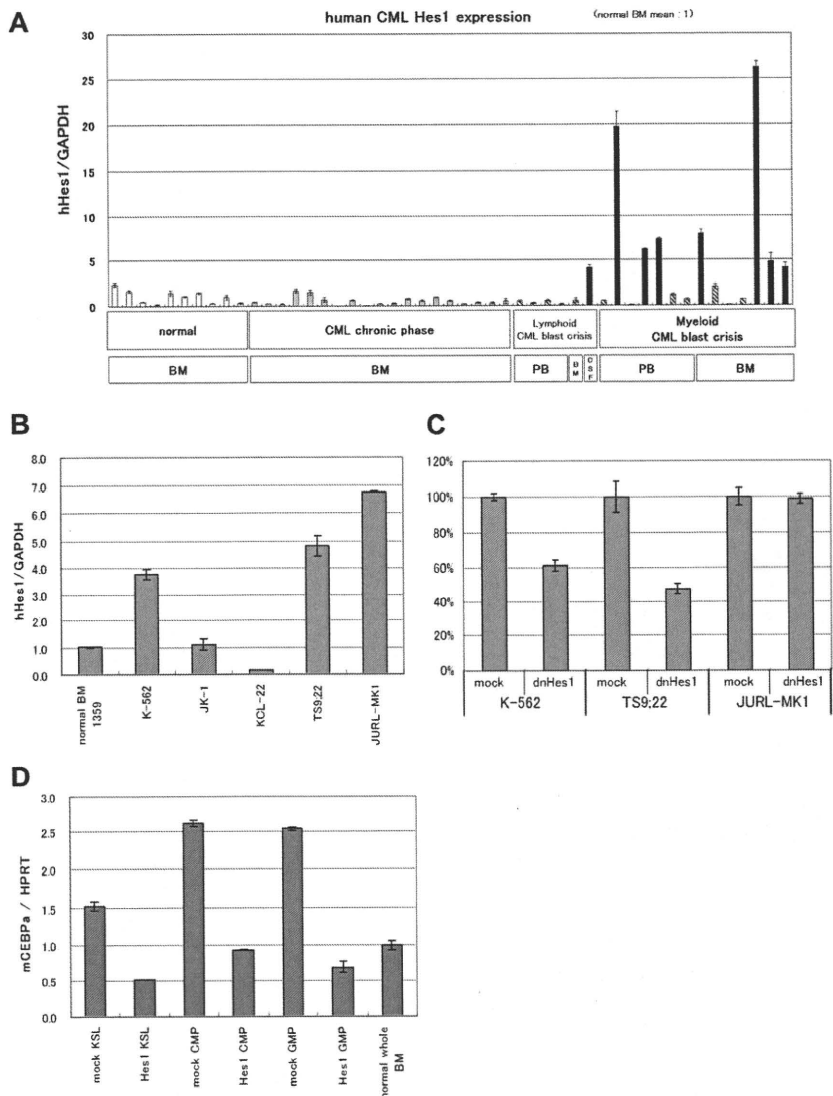 A
human CML Hes1 expression (normal BM mean : 1)
hHes1/GAPDH
30
25
20
15
10
5
0
normal
CML chronic phase
Lymphoid
CML blast crisis
Myeloid
CML blast crisis
BM
BM
PB
BM
CSF
PB
BM
B
hHes1/GAPDH
8.0
7.0
6.0
5.0
4.0
3.0
2.0
1.0
0.0
normal BM
1359
K-562
JK-1
KCL-22
TS9;22
JURL-MK1
C
120%
100%
80%
60%
40%
20%
0%
mock dnHes1 mock dnHes1 mock dnHes1
K-562 TS9;22 JURL-MK1
D
mCEBPa / HPRT
3.0
2.5
2.0
1.5
1.0
0.5
0.0
mock KSL
Hes1 KSL
mock CMP
Hes1 CMP
mock GMP
Hes1 GMP
normal whole
BM